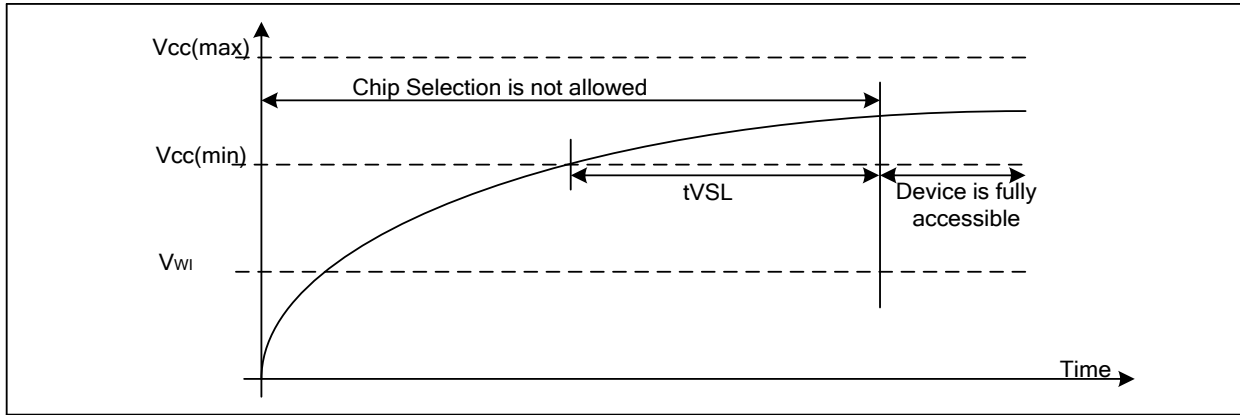 Vcc(max)
Chip Selection is not allowed
Vcc(min)
tVSL
Device is fully
accessible
VWI
Time